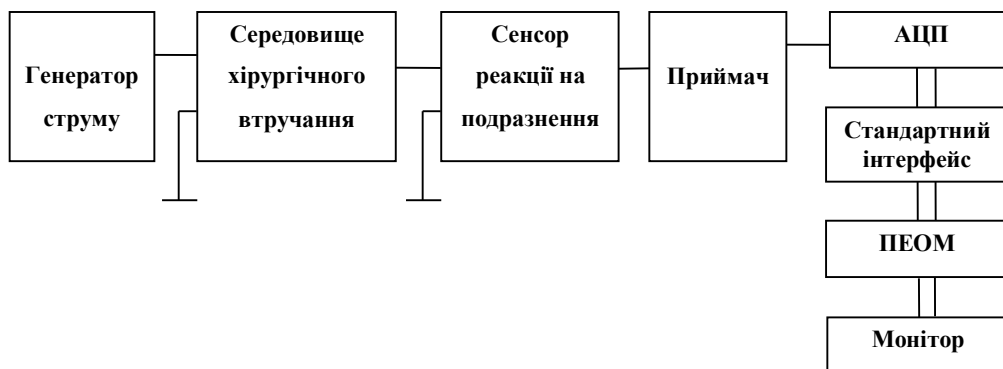 Генератор
струму
Середовище
хірургічного
втручання
Сенсор
реакції на
подразнення
Приймач
АЦП
Стандартний
інтерфейс
ПЕОМ
Монітор